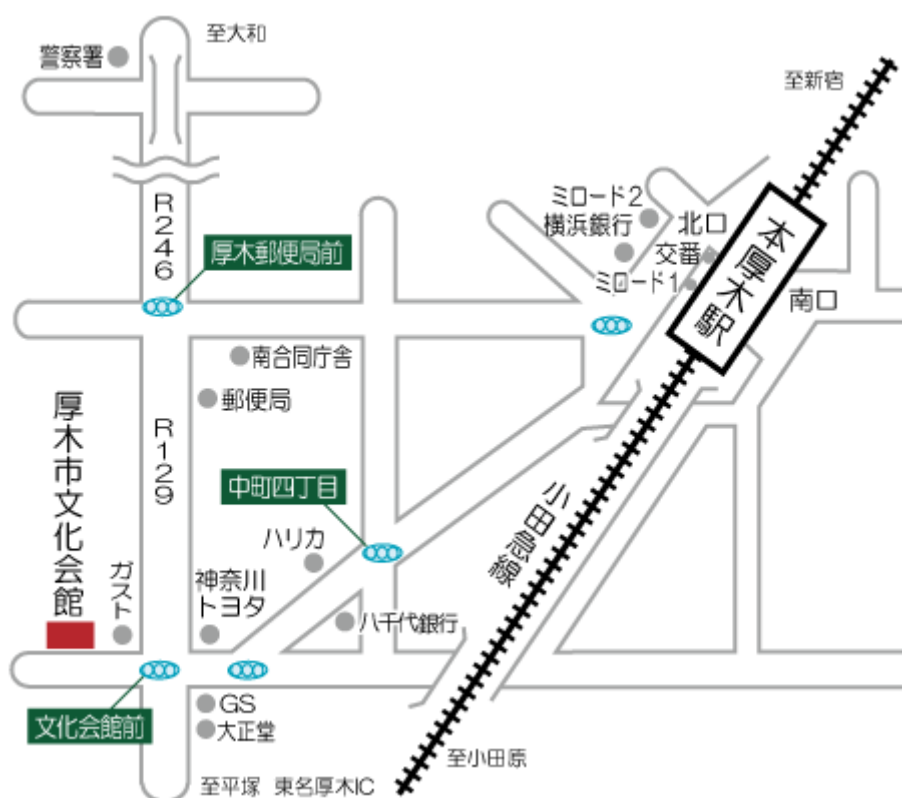 至大和
警察署
至新宿
R246
厚木郵便局前
ミロード2
横浜銀行
北口
交番
ミロード1
本厚木駅
南口
南合同庁舎
郵便局
厚木市文化会館
R129
中町四丁目
小田急線
ハリカ
ガスト
神奈川
トヨタ
八千代銀行
GS
文化会館前
大正堂
至小田原
至平塚 東名厚木IC